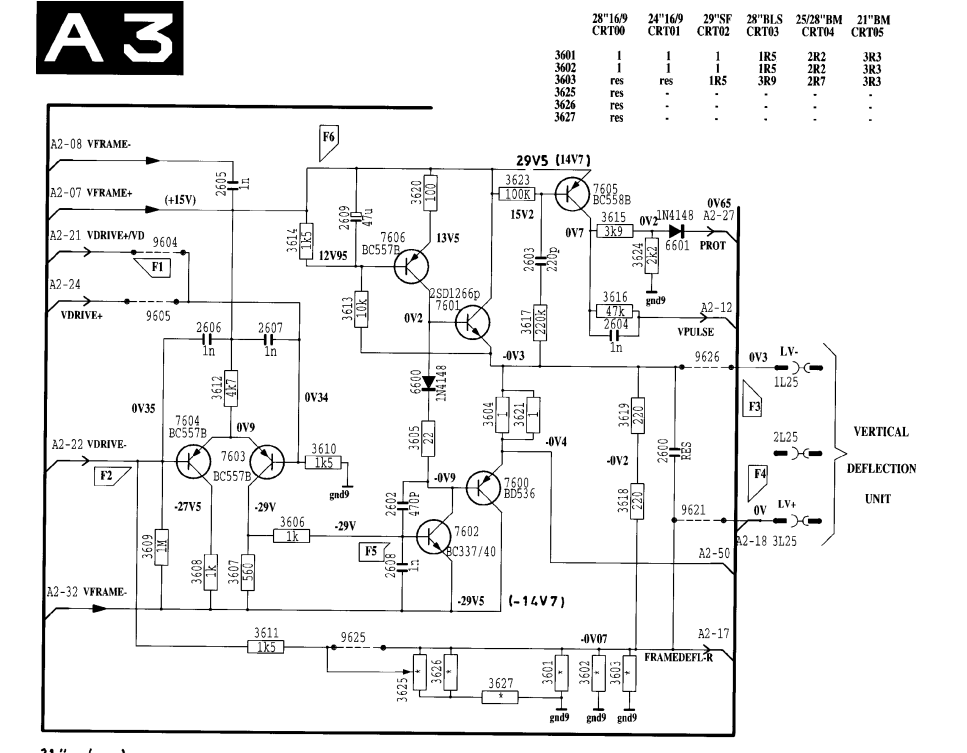 A3
28"16/9 24"16/9 29"SF 28"BLS 25/28"BM 21"BM
CRT00 CRT01 CRT02 CRT03 CRT04 CRT05
3601 1 1 1 1R5 2R2 3R3
3602 1 1 1 1R5 2R2 3R3
3603 res res 1R5 3R9 2R7 3R3
3625 res - - - - -
3626 res - - - - -
3627 res - - - - -
A2-08 VFRAME-
F6
2605
1n
29V5 (14V7)
A2-07 VFRAME+
(+15V)
3620
100
3623
100K
7605
BC558B
2609
47u
15V2
0V65
A2-21 VDRIVE+/VD
9604
F1
3614
1k5
12V95
7606
BC557B
13V5
0V7
3615
3k9
0V2
1N4148
6601
A2-27
PROT
2603
220p
3624
2k2
gnd9
A2-24
VDRIVE+
9605
3613
10k
2SD1266p
7601
0V2
3617
220k
3616
47k
2604
1n
A2-12
VPULSE
2606
1n
2607
1n
-0V3
9626
0V3
LV-
1L25
3612
4k7
6600
1N4148
0V35
0V34
3604
1
3621
1
3619
220
F3
7604
BC557B
0V9
3605
22
-0V4
2600
RES
2L25
VERTICAL
DEFLECTION
UNIT
A2-22 VDRIVE-
F2
7603
BC557B
3610
1k5
gnd9
-0V9
7600
BD536
-0V2
3618
220
F4
-27V5
-29V
2602
470P
9621
0V
LV+
3606
1k
-29V
7602
BC337/40
A2-18 3L25
3609
1M
3608
1k
3607
560
F5
2608
1n
A2-50
A2-32 VFRAME-
-29V5
(-14V7)
3611
1k5
9625
-0V07
A2-17
FRAMEDEFL-R
3625
*
3626
*
3627
*
3601
*
3602
*
3603
*
gnd9
gnd9
gnd9